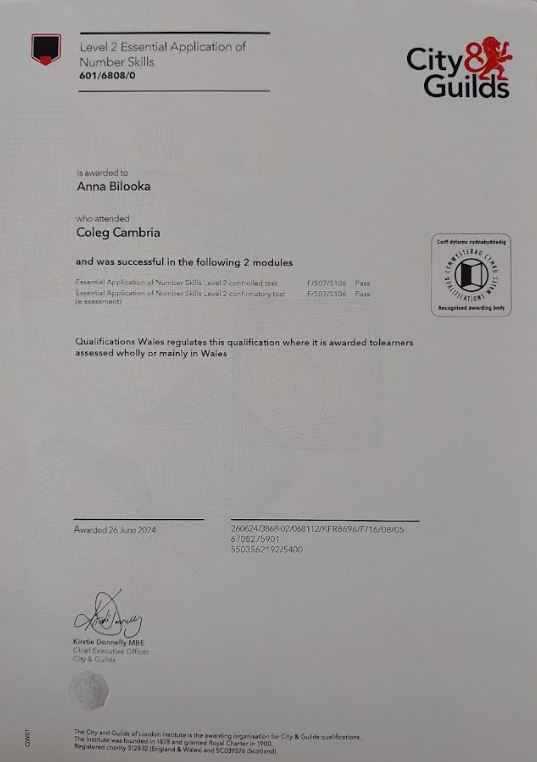 Level 2 Essential Application of
Number Skills
601/6808/0
City&
Guilds
is awarded to
Anna Bilooka
who attended
Coleg Cambria
and was successful in the following 2 modules
Essential Application of Number Skills Level 2 controlled task F/507/5106 Pass
Essential Application of Number Skills Level 2 confirmatory test F/507/5106 Pass
(e-assessment)
Corff dyfarnu cydnabyddedig
CYMWYSTERAU CYMRU
QUALIFICATIONS WALES
Recognised awarding body
Qualifications Wales regulates this qualification where it is awarded tolearners
assessed wholly or mainly in Wales
Awarded 26 June 2024
260624/3868-02/068112/KFR8696/F/16/08/05
6708275901
5503562192/5400
Kirstie Donnelly MBE
Chief Executive Officer
City & Guilds
The City and Guilds of London Institute is the awarding organisation for City & Guilds qualifications.
The Institute was founded in 1878 and granted Royal Charter in 1900.
Registered charity 312832 (England & Wales) and SC039576 (Scotland)
QW01